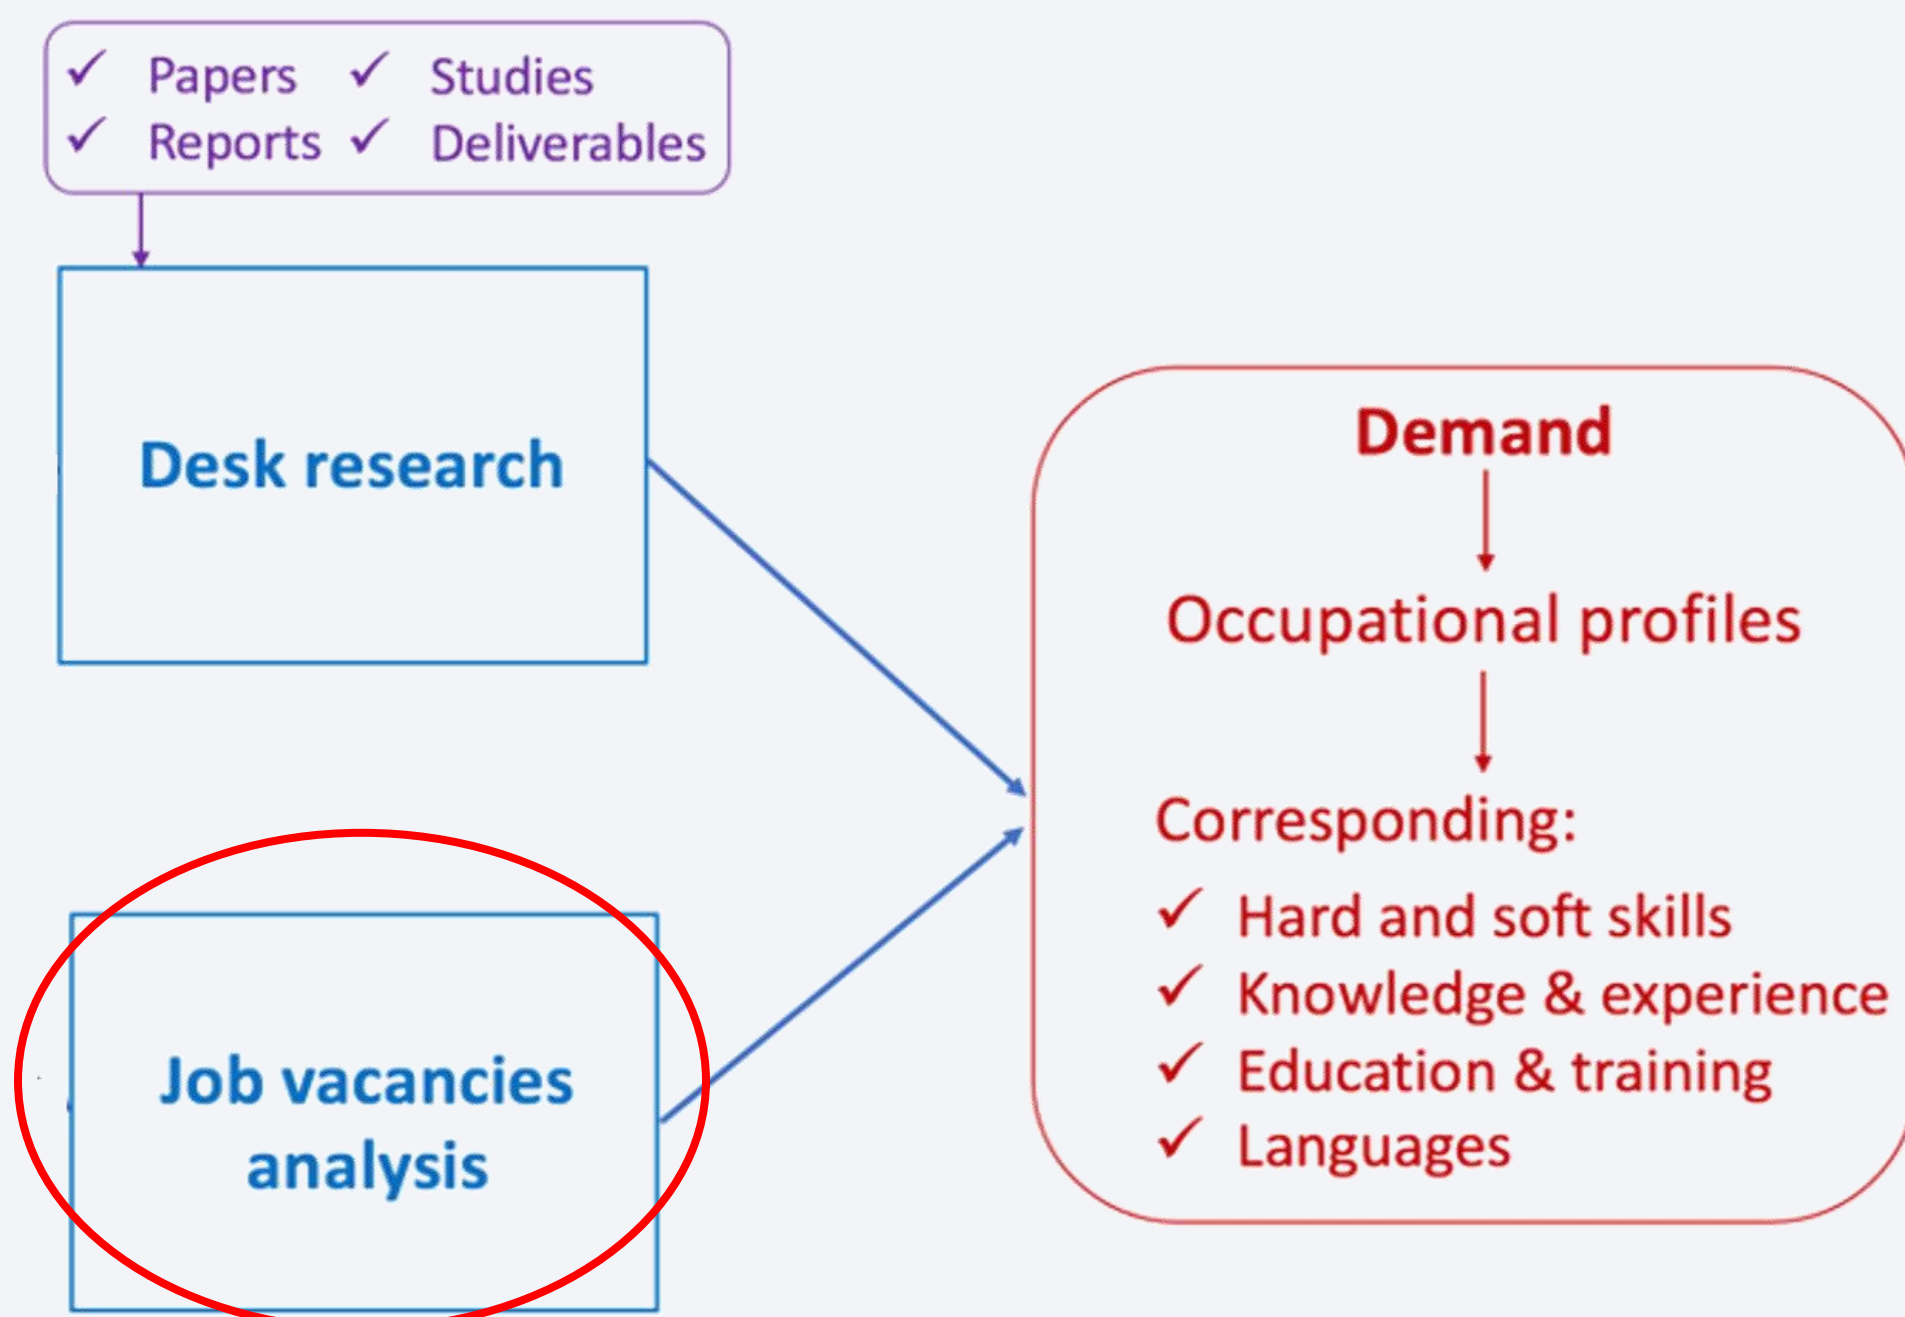 ✓ Papers ✓ Studies
✓ Reports ✓ Deliverables
Desk research
Job vacancies
analysis
Demand
Occupational profiles
Corresponding:
✓ Hard and soft skills
✓ Knowledge & experience
✓ Education & training
✓ Languages